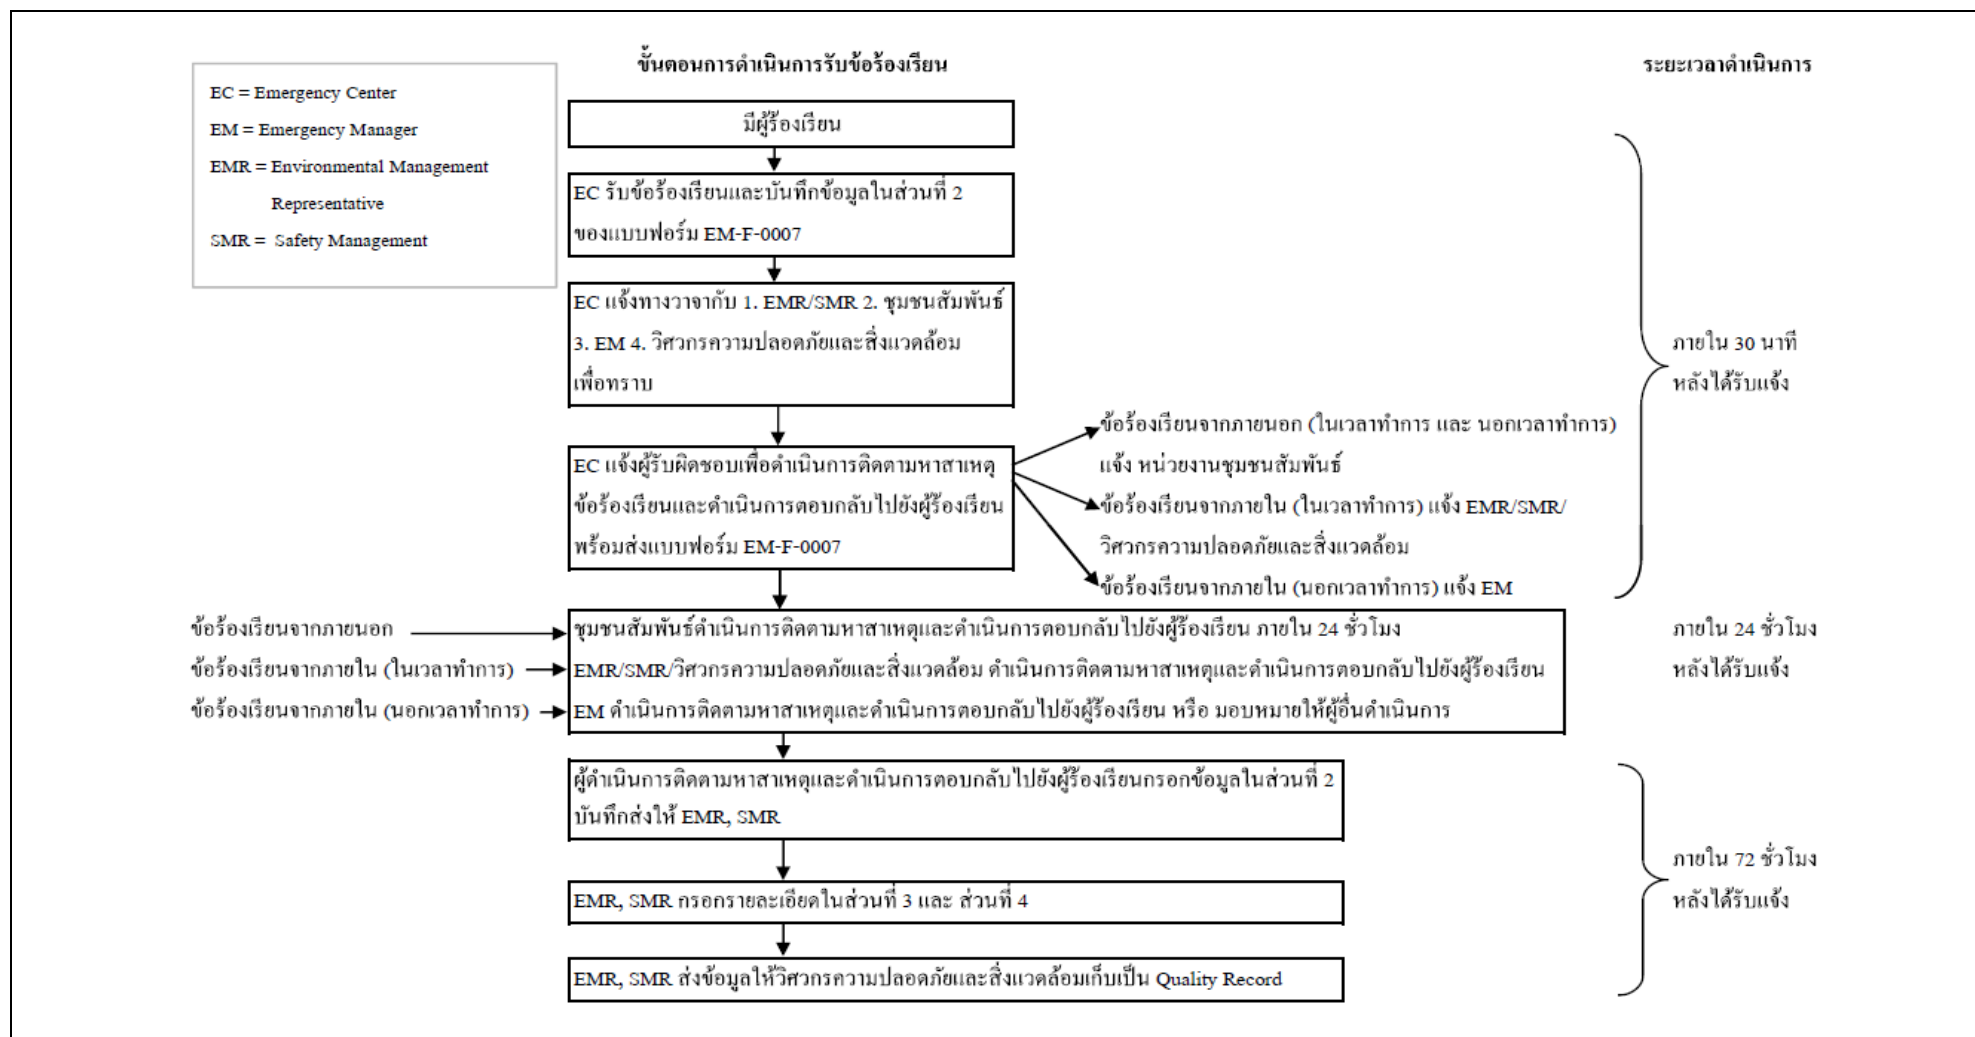 ขั้นตอนการดำเนินการรับข้อร้องเรียน
ระยะเวลาดำเนินการ
EC = Emergency Center
EM = Emergency Manager
EMR = Environmental Management
Representative
SMR = Safety Management
มีผู้ร้องเรียน
EC รับข้อร้องเรียนและบันทึกข้อมูลในส่วนที่ 2
ของแบบฟอร์ม EM-F-0007
EC แจ้งทางวาจากับ 1. EMR/SMR 2. ชุมชนสัมพันธ์
3. EM 4. วิศวกรความปลอดภัยและสิ่งแวดล้อม
เพื่อทราบ
EC แจ้งผู้รับผิดชอบเพื่อดำเนินการติดตามหาสาเหตุ
ข้อร้องเรียนและดำเนินการตอบกลับไปยังผู้ร้องเรียน
พร้อมส่งแบบฟอร์ม EM-F-0007
ข้อร้องเรียนจากภายนอก (ในเวลาทำการ และ นอกเวลาทำการ)
แจ้ง หน่วยงานชุมชนสัมพันธ์
ข้อร้องเรียนจากภายใน (ในเวลาทำการ) แจ้ง EMR/SMR/
วิศวกรความปลอดภัยและสิ่งแวดล้อม
ข้อร้องเรียนจากภายใน (นอกเวลาทำการ) แจ้ง EM
ภายใน 30 นาที
หลังได้รับแจ้ง
ข้อร้องเรียนจากภายนอก
ข้อร้องเรียนจากภายใน (ในเวลาทำการ)
ข้อร้องเรียนจากภายใน (นอกเวลาทำการ)
ชุมชนสัมพันธ์ดำเนินการติดตามหาสาเหตุและดำเนินการตอบกลับไปยังผู้ร้องเรียน ภายใน 24 ชั่วโมง
EMR/SMR/วิศวกรความปลอดภัยและสิ่งแวดล้อม ดำเนินการติดตามหาสาเหตุและดำเนินการตอบกลับไปยังผู้ร้องเรียน
EM ดำเนินการติดตามหาสาเหตุและดำเนินการตอบกลับไปยังผู้ร้องเรียน หรือ มอบหมายให้ผู้อื่นดำเนินการ
ภายใน 24 ชั่วโมง
หลังได้รับแจ้ง
ผู้ดำเนินการติดตามหาสาเหตุและดำเนินการตอบกลับไปยังผู้ร้องเรียนกรอกข้อมูลในส่วนที่ 2
บันทึกส่งให้ EMR, SMR
EMR, SMR กรอกรายละเอียดในส่วนที่ 3 และ ส่วนที่ 4
EMR, SMR ส่งข้อมูลให้วิศวกรความปลอดภัยและสิ่งแวดล้อมเก็บเป็น Quality Record
ภายใน 72 ชั่วโมง
หลังได้รับแจ้ง